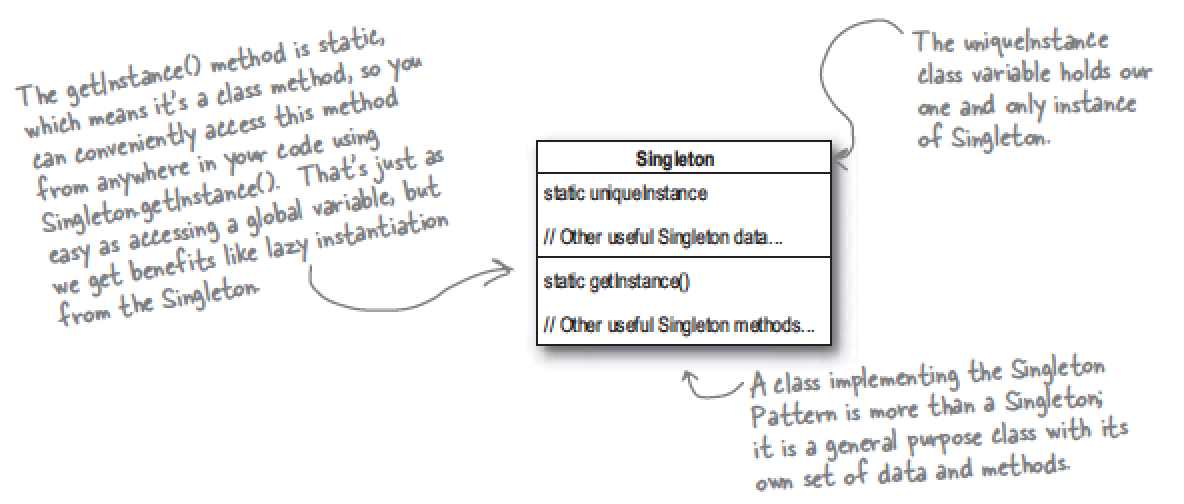 The getInstance() method is static,
which means it's a class method, so you
can conveniently access this method
from anywhere in your code using
Singleton.getInstance(). That's just as
easy as accessing a global variable, but
we get benefits like lazy instantiation
from the Singleton.
The uniqueInstance
class variable holds our
one and only instance
of Singleton.
Singleton
static uniqueInstance
// Other useful Singleton data...
static getInstance()
// Other useful Singleton methods...
A class implementing the Singleton
Pattern is more than a Singleton;
it is a general purpose class with its
own set of data and methods.